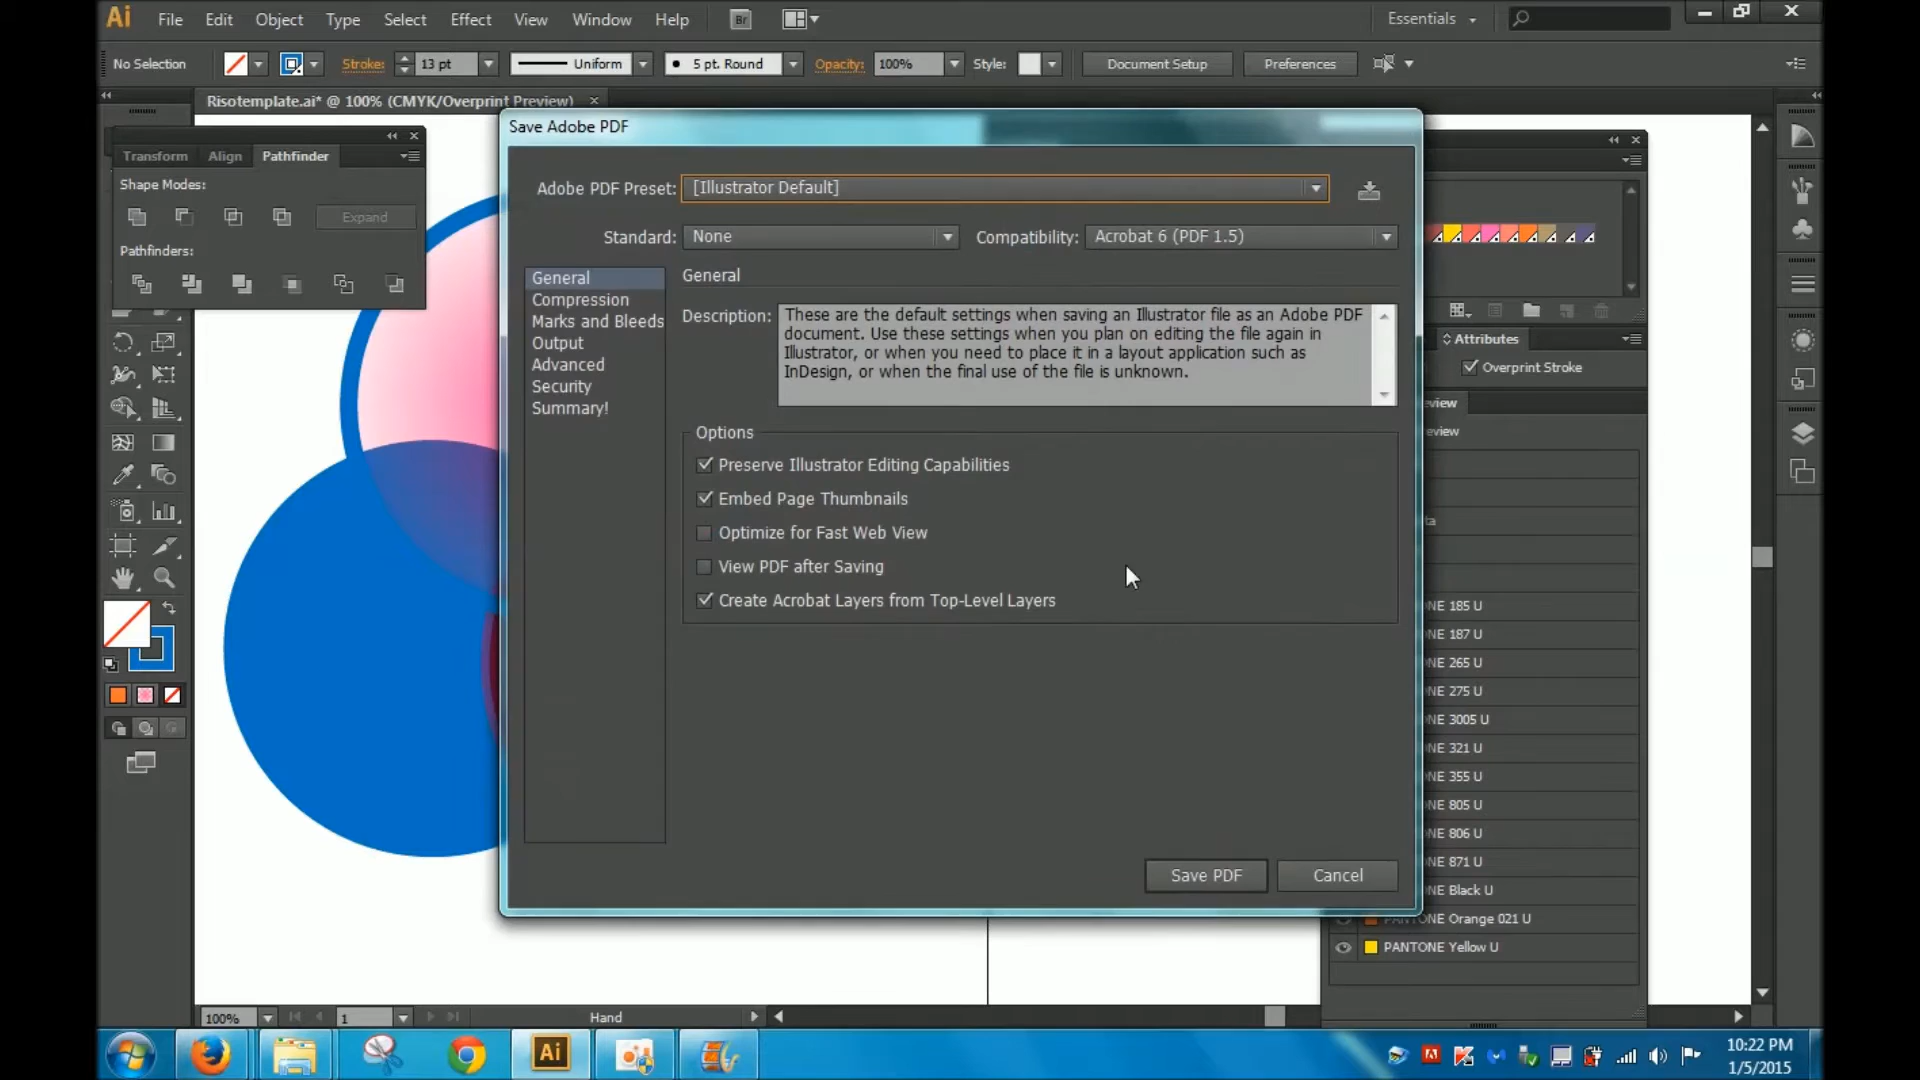 Ai File Edit Object Type Select Effect View Window Help Br Essentials
No Selection Stroke: 13 pt Uniform 5 pt. Round Opacity: 100% Style: Document Setup Preferences
Risotemplate.ai* @ 100% (CMYK/Overprint Preview)
Transform Align Pathfinder
Shape Modes:
Expand
Pathfinders:
Save Adobe PDF
Adobe PDF Preset: [Illustrator Default]
Standard: None Compatibility: Acrobat 6 (PDF 1.5)
General
Compression
Marks and Bleeds
Output
Advanced
Security
Summary!
General
Description: These are the default settings when saving an Illustrator file as an Adobe PDF
document. Use these settings when you plan on editing the file again in
Illustrator, or when you need to place it in a layout application such as
InDesign, or when the final use of the file is unknown.
Options
Preserve Illustrator Editing Capabilities
Embed Page Thumbnails
Optimize for Fast Web View
View PDF after Saving
Create Acrobat Layers from Top-Level Layers
Save PDF Cancel
Attributes
Overprint Stroke
view
eview
ta
NE 185 U
NE 187 U
NE 265 U
NE 275 U
NE 3005 U
NE 321 U
NE 355 U
NE 805 U
NE 806 U
NE 871 U
NE Black U
PANTONE Orange 021 U
PANTONE Yellow U
100% 1 Hand
Ai
10:22 PM
1/5/2015